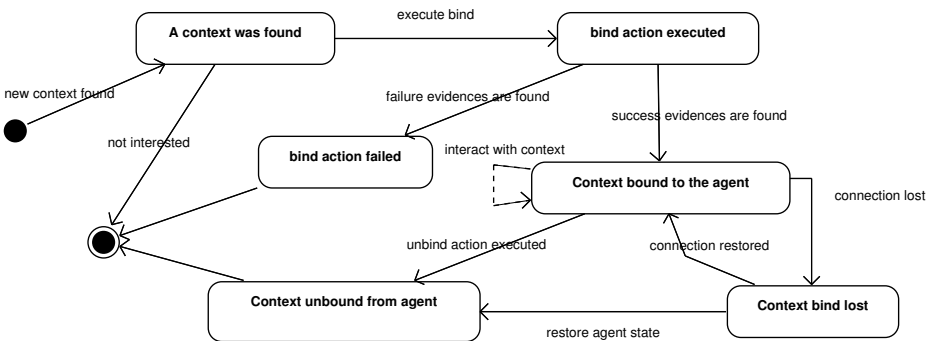 execute bind
A context was found
bind action executed
new context found
failure evidences are found
success evidences are found
not interested
bind action failed
interact with context
Context bound to the agent
connection lost
unbind action executed
connection restored
Context unbound from agent
Context bind lost
restore agent state